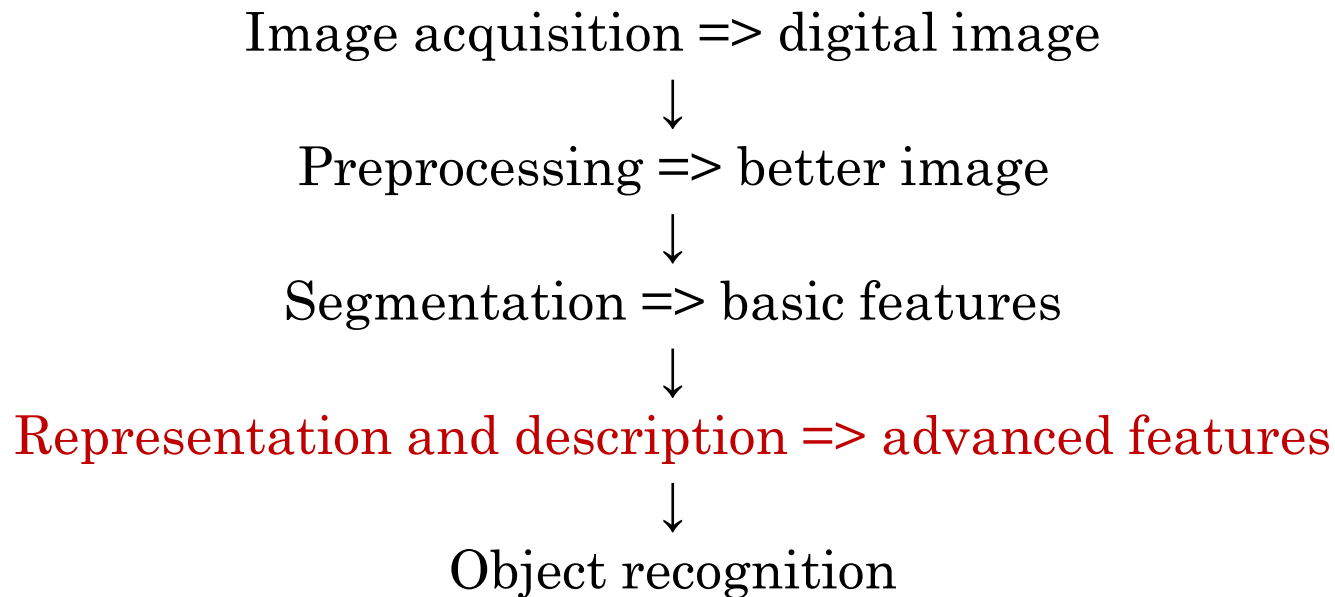 Image acquisition => digital image
↓
Preprocessing => better image
↓
Segmentation => basic features
↓
Representation and description => advanced features
↓
Object recognition